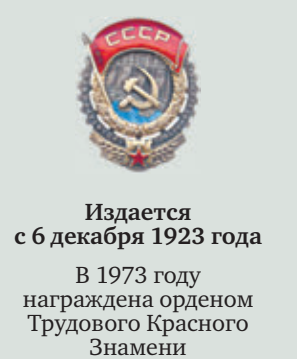 СССР
Издается
с 6 декабря 1923 года
В 1973 году
награждена орденом
Трудового Красного
Знамени